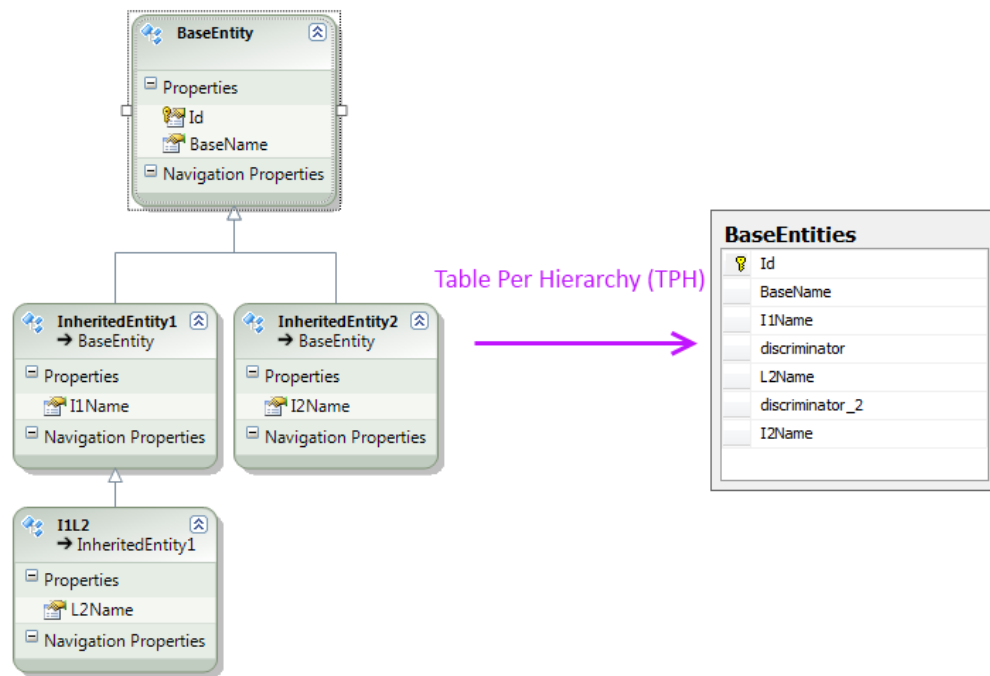 BaseEntity
Properties
Id
BaseName
Navigation Properties
InheritedEntity1
➔ BaseEntity
Properties
I1Name
Navigation Properties
InheritedEntity2
➔ BaseEntity
Properties
I2Name
Navigation Properties
I1L2
➔ InheritedEntity1
Properties
L2Name
Navigation Properties
Table Per Hierarchy (TPH)
BaseEntities
Id
BaseName
I1Name
discriminator
L2Name
discriminator_2
I2Name